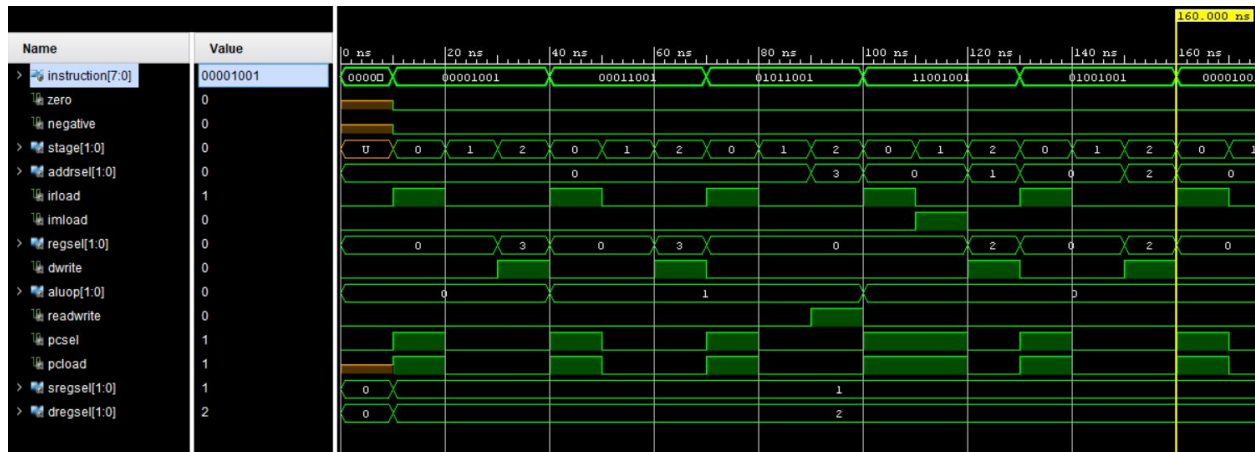 160.000 ns
Name Value
0 ns 20 ns 40 ns 60 ns 80 ns 100 ns 120 ns 140 ns 160 ns
instruction[7:0] 00001001 00001001 00011001 01011001 11001001 01001001 0000100
zero 0
negative 0
stage[1:0] 0 U 0 1 2 0 1 2 0 1 2 0 1 2 0 1 2 0 1
addrsel[1:0] 0 0 3 0 1 0 2 0
irload 1
imload 0
regsel[1:0] 0 0 3 0 3 0 2 0 2 0
dwrite 0
aluop[1:0] 0 0 1 0
readwrite 0
pcsel 1
pcload 1
sregsel[1:0] 1 0 1
dregsel[1:0] 2 0 2